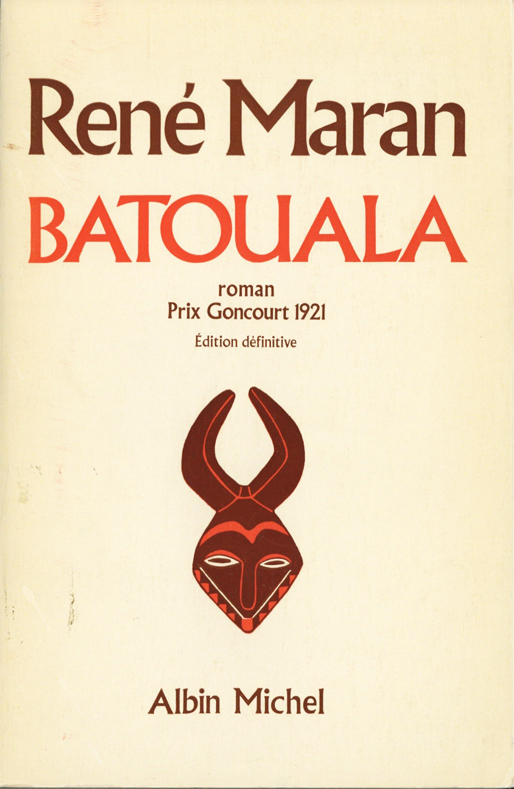 René Maran
BATOUALA
roman
Prix Goncourt 1921
Édition définitive
Albin Michel